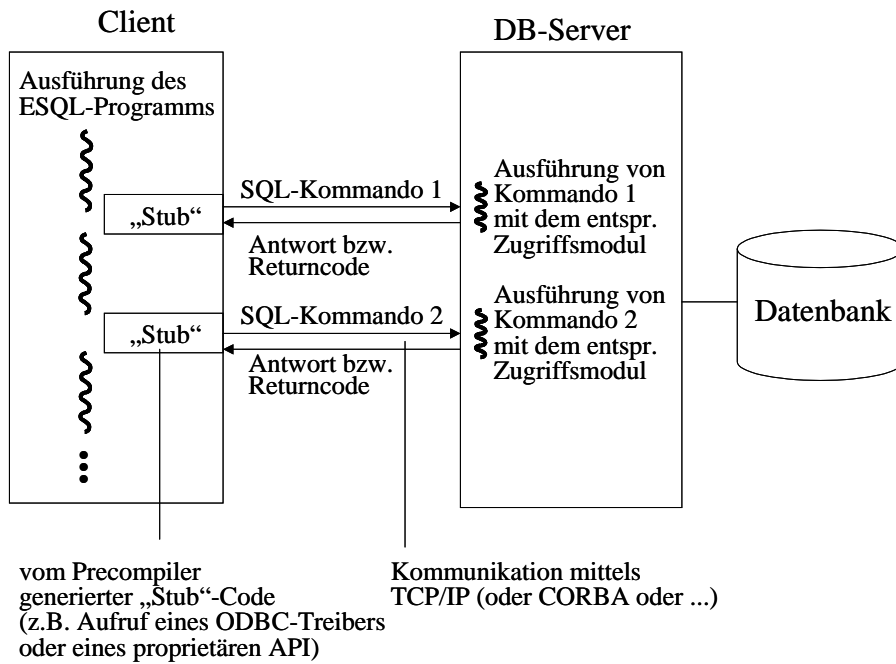 Client
DB-Server
Ausführung des
ESQL-Programms
„Stub“
SQL-Kommando 1
Antwort bzw.
Returncode
Ausführung von
Kommando 1
mit dem entspr.
Zugriffsmodul
„Stub“
SQL-Kommando 2
Antwort bzw.
Returncode
Ausführung von
Kommando 2
mit dem entspr.
Zugriffsmodul
Datenbank
vom Precompiler
generierter „Stub“-Code
(z.B. Aufruf eines ODBC-Treibers
oder eines proprietären API)
Kommunikation mittels
TCP/IP (oder CORBA oder ...)